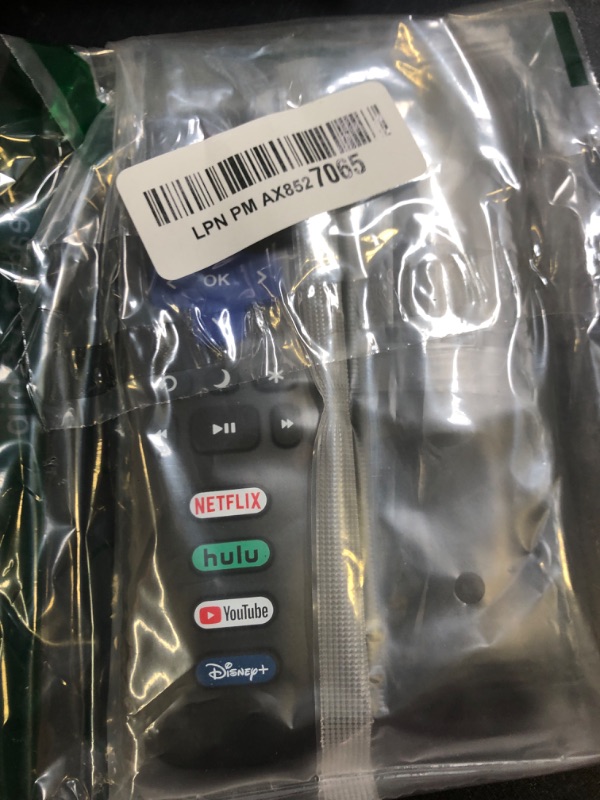 LPN PM AX8527065
OK
NETFLIX
hulu
YouTube
Disney+